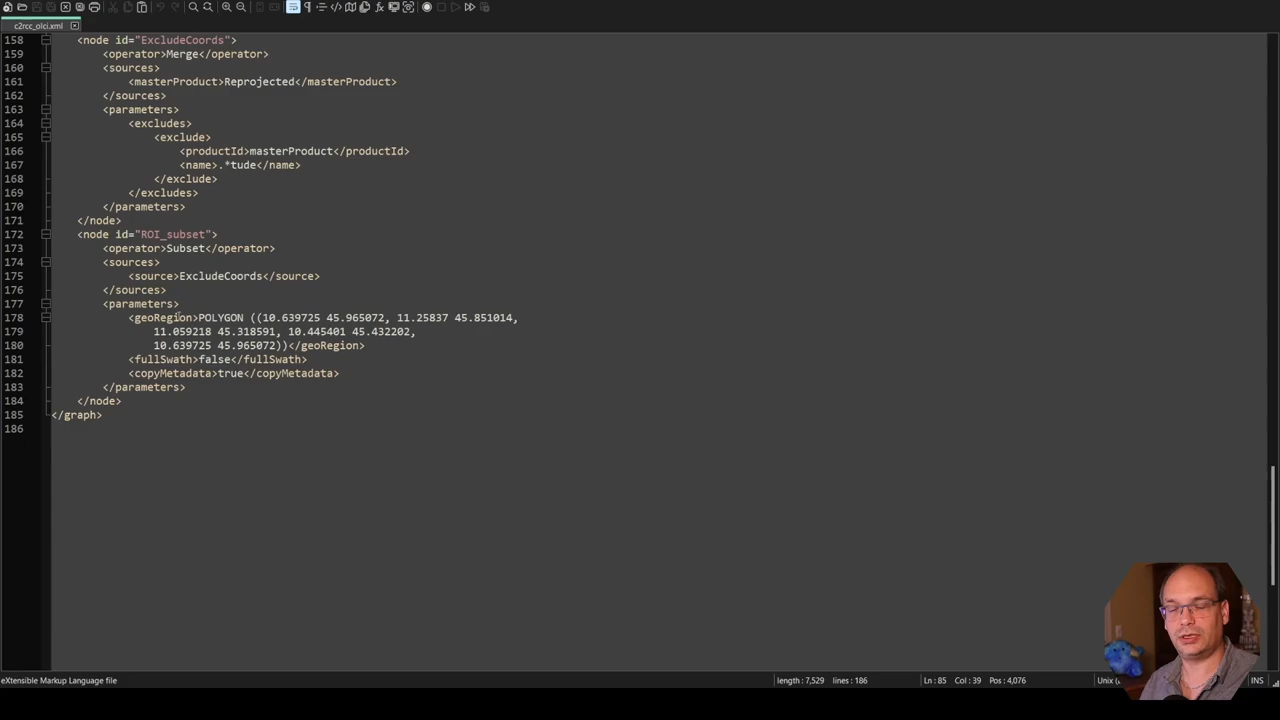 c2rcc_olci.xml
158 <node id="ExcludeCoords">
159 <operator>Merge</operator>
160 <sources>
161 <masterProduct>Reprojected</masterProduct>
162 </sources>
163 <parameters>
164 <excludes>
165 <exclude>
166 <productId>masterProduct</productId>
167 <name>.*tude</name>
168 </exclude>
169 </excludes>
170 </parameters>
171 </node>
172 <node id="ROI_subset">
173 <operator>Subset</operator>
174 <sources>
175 <source>ExcludeCoords</source>
176 </sources>
177 <parameters>
178 <geoRegion>POLYGON ((10.639725 45.965072, 11.25837 45.851014,
179 11.059218 45.318591, 10.445401 45.432202,
180 10.639725 45.965072))</geoRegion>
181 <fullSwath>false</fullSwath>
182 <copyMetadata>true</copyMetadata>
183 </parameters>
184 </node>
185 </graph>
186
eXtensible Markup Language file length : 7,529 lines : 186 Ln : 85 Col : 39 Pos : 4,076 Unix ( INS